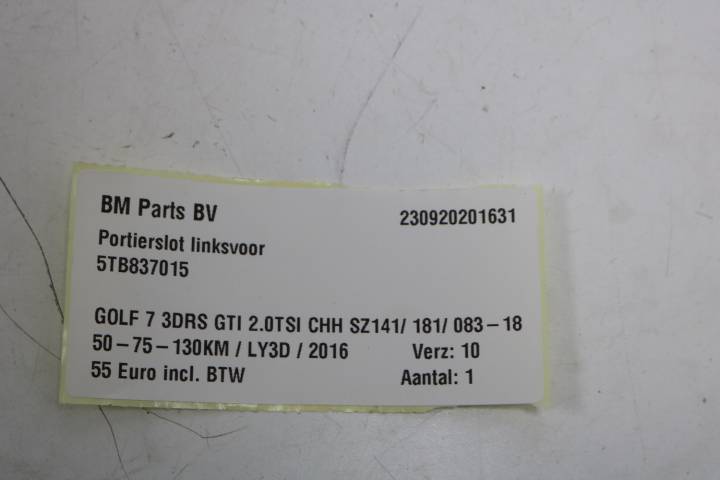 BM Parts BV 230920201631
Portierslot linksvoor
5TB837015
GOLF 7 3DRS GTI 2.0TSI CHH SZ141/ 181/ 083-18
50-75-130KM / LY3D / 2016 Verz: 10
55 Euro incl. BTW Aantal: 1